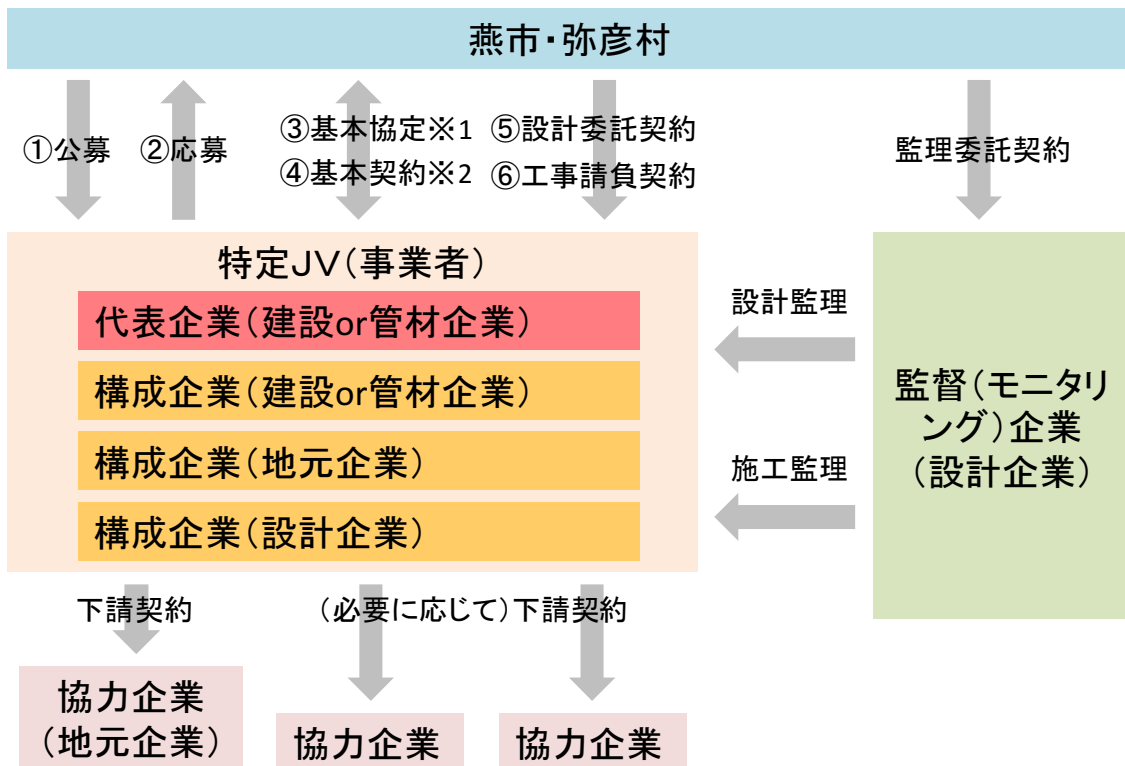 燕市・弥彦村
①公募
②応募
③基本協定※1
④基本契約※2
⑤設計委託契約
⑥工事請負契約
監理委託契約
特定JV(事業者)
代表企業(建設or管材企業)
構成企業(建設or管材企業)
構成企業(地元企業)
構成企業(設計企業)
設計監理
施工監理
監督(モニタリ
ング)企業
(設計企業)
下請契約
(必要に応じて)下請契約
協力企業
(地元企業)
協力企業
協力企業